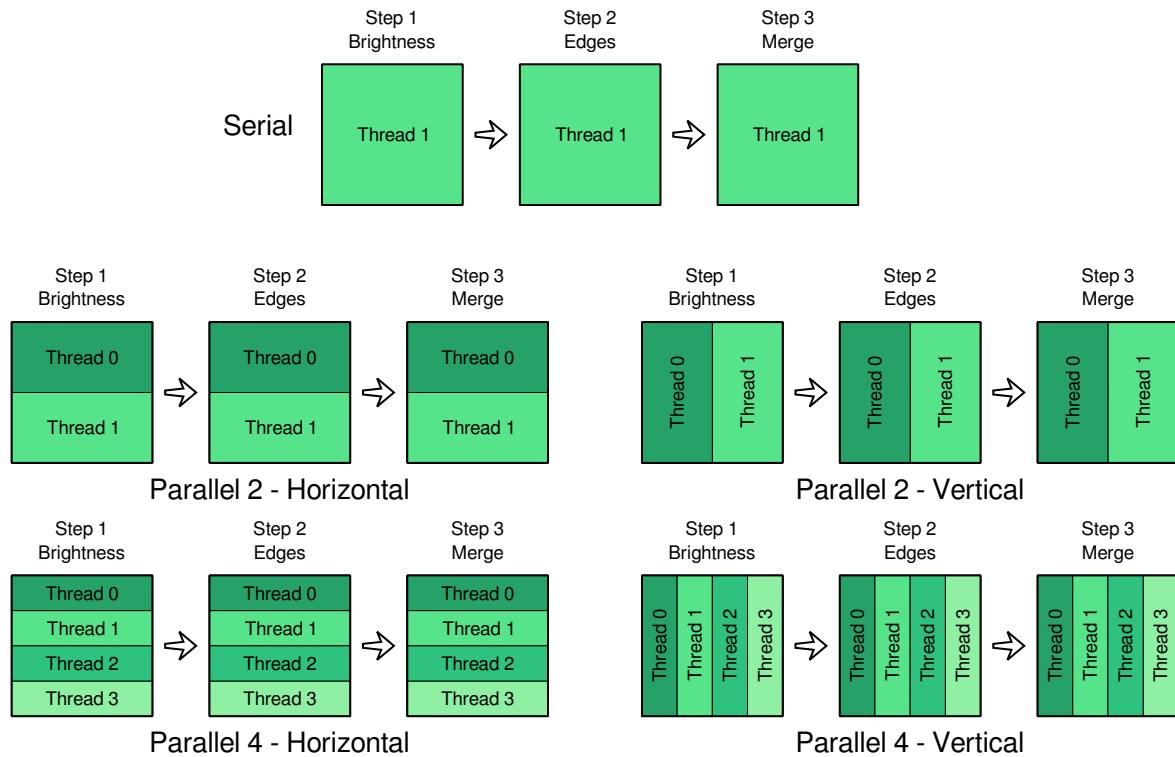 Step 1
Brightness
Step 2
Edges
Step 3
Merge
Serial
Thread 1
Thread 1
Thread 1
Step 1
Brightness
Step 2
Edges
Step 3
Merge
Thread 0
Thread 1
Thread 0
Thread 1
Thread 0
Thread 1
Parallel 2 - Horizontal
Step 1
Brightness
Step 2
Edges
Step 3
Merge
Thread 0
Thread 1
Thread 0
Thread 1
Thread 0
Thread 1
Parallel 2 - Vertical
Step 1
Brightness
Step 2
Edges
Step 3
Merge
Thread 0
Thread 1
Thread 2
Thread 3
Thread 0
Thread 1
Thread 2
Thread 3
Thread 0
Thread 1
Thread 2
Thread 3
Parallel 4 - Horizontal
Step 1
Brightness
Step 2
Edges
Step 3
Merge
Thread 0
Thread 1
Thread 2
Thread 3
Thread 0
Thread 1
Thread 2
Thread 3
Thread 0
Thread 1
Thread 2
Thread 3
Parallel 4 - Vertical